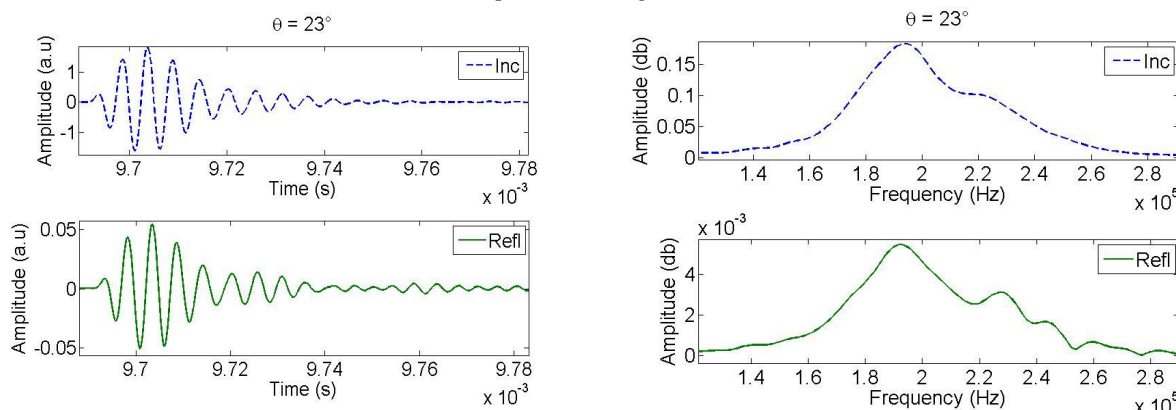 θ = 23°
Amplitude (a.u)
1
0
-1
Inc
9.7
9.72
9.74
9.76
9.78
Time (s)
x 10⁻³
Amplitude (a.u)
0.05
0
-0.05
Refl
9.7
9.72
9.74
9.76
9.78
Time (s)
x 10⁻³
θ = 23°
Amplitude (db)
0.15
0.1
0.05
0
Inc
1.4
1.6
1.8
2
2.2
2.4
2.6
2.8
Frequency (Hz)
x 10⁵
x 10⁻³
Amplitude (db)
4
2
0
Refl
1.4
1.6
1.8
2
2.2
2.4
2.6
2.8
Frequency (Hz)
x 10⁵